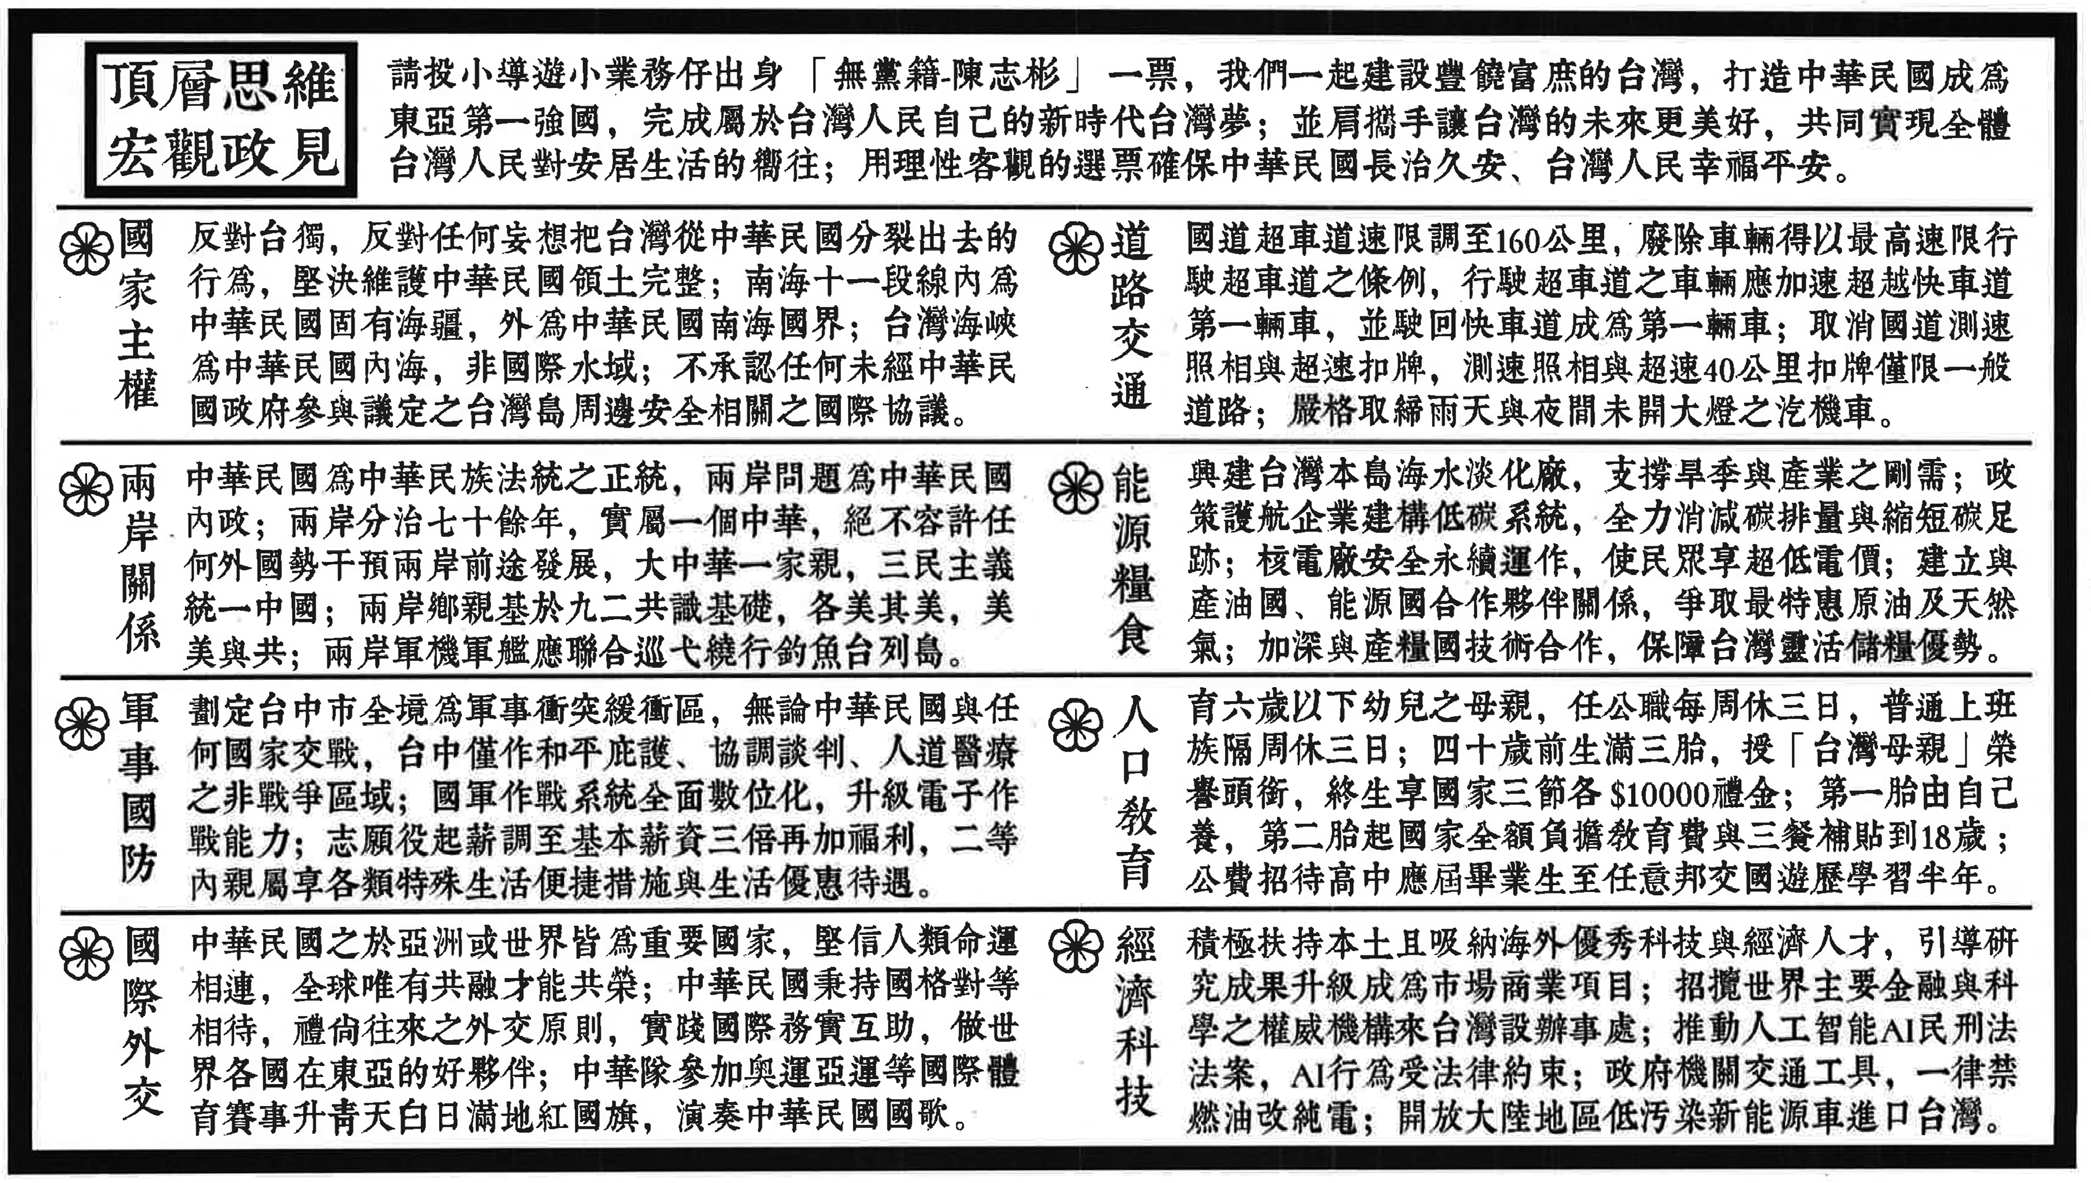 頂層思維
宏觀政見
請投小導遊小業務仔出身「無黨籍-陳志彬」一票，我們一起建設豐饒富庶的台灣，打造中華民國成為
東亞第一強國，完成屬於台灣人民自己的新時代台灣夢；並肩攜手讓台灣的未來更美好，共同實現全體
台灣人民對安居生活的嚮往；用理性客觀的選票確保中華民國長治久安、台灣人民幸福平安。
國家主權
反對台獨，反對任何妄想把台灣從中華民國分裂出去的
行為，堅決維護中華民國領土完整；南海十一段線內為
中華民國固有海疆，外為中華民國南海國界；台灣海峽
為中華民國內海，非國際水域；不承認任何未經中華民
國政府參與議定之台灣島周邊安全相關之國際協議。
兩岸關係
中華民國為中華民族法統之正統，兩岸問題為中華民國
內政；兩岸分治七十餘年，實屬一個中華，絕不容許任
何外國勢干預兩岸前途發展，大中華一家親，三民主義
統一中國；兩岸鄉親基於九二共識基礎，各美其美，美
美與共；兩岸軍機軍艦應聯合巡弋繞行釣魚台列島。
軍事國防
劃定台中市全境為軍事衝突緩衝區，無論中華民國與任
何國家交戰，台中僅作和平庇護、協調談判、人道醫療
之非戰爭區域；國軍作戰系統全面數位化，升級電子作
戰能力；志願役起薪調至基本薪資三倍再加福利，二等
內親屬享各類特殊生活便捷措施與生活優惠待遇。
國際外交
中華民國之於亞洲或世界皆為重要國家，堅信人類命運
相連，全球唯有共融才能共榮；中華民國秉持國格對等
相待，禮尚往來之外交原則，實踐國際務實互助，做世
界各國在東亞的好夥伴；中華隊參加奧運亞運等國際體
育賽事升青天白日滿地紅國旗，演奏中華民國國歌。
道路交通
國道超車道速限調至160公里，廢除車輛得以最高速限行
駛超車道之條例，行駛超車道之車輛應加速超越快車道
第一輛車，並駛回快車道成為第一輛車；取消國道測速
照相與超速扣牌，測速照相與超速40公里扣牌僅限一般
道路；嚴格取締雨天與夜間未開大燈之汽機車。
能源糧食
興建台灣本島海水淡化廠，支撐旱季與產業之剛需；政
策護航企業建構低碳系統，全力消減碳排量與縮短碳足
跡；核電廠安全永續運作，使民眾享超低電價；建立與
產油國、能源國合作夥伴關係，爭取最特惠原油及天然
氣；加深與產糧國技術合作，保障台灣靈活儲糧優勢。
人口教育
育六歲以下幼兒之母親，任公職每周休三日，普通上班
族隔周休三日；四十歲前生滿三胎，授「台灣母親」榮
譽頭銜，終生享國家三節各$10000禮金；第一胎由自己
養，第二胎起國家全額負擔教育費與三餐補貼到18歲；
公費招待高中應屆畢業生至任意邦交國遊歷學習半年。
經濟科技
積極扶持本土且吸納海外優秀科技與經濟人才，引導研
究成果升級成為市場商業項目；招攬世界主要金融與科
學之權威機構來台灣設辦事處；推動人工智能AI民刑法
法案，AI行為受法律約束；政府機關交通工具，一律禁
燃油改純電；開放大陸地區低污染新能源車進口台灣。